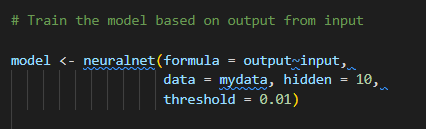 # Train the model based on output from input
model <- neuralnet(formula = output~input,
data = mydata, hidden = 10,
threshold = 0.01)